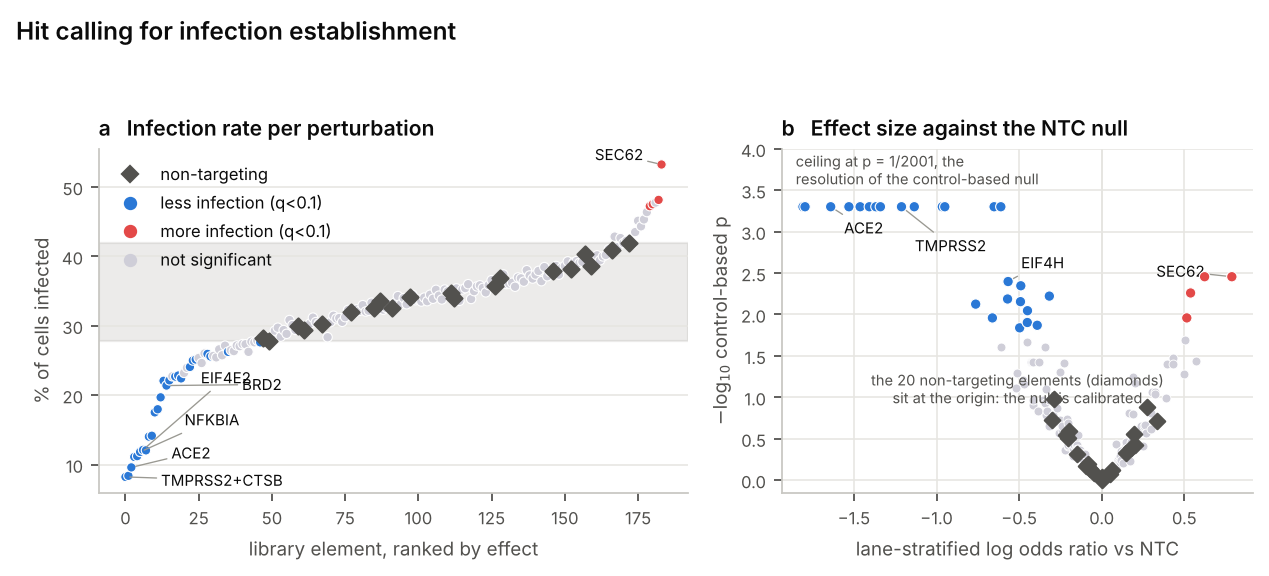 Hit calling for infection establishment
a Infection rate per perturbation
SEC62
non-targeting
less infection (q<0.1)
more infection (q<0.1)
not significant
EIF4E2
BRD2
NFKBIA
ACE2
TMPRSS2+CTSB
50
40
30
20
10
% of cells infected
0 25 50 75 100 125 150 175
library element, ranked by effect
b Effect size against the NTC null
ceiling at p = 1/2001, the
resolution of the control-based null
ACE2
TMPRSS2
EIF4H
SEC62
the 20 non-targeting elements (diamonds)
sit at the origin: the null is calibrated
4.0
3.5
3.0
2.5
2.0
1.5
1.0
0.5
0.0
−log₁₀ control-based p
−1.5 −1.0 −0.5 0.0 0.5
lane-stratified log odds ratio vs NTC